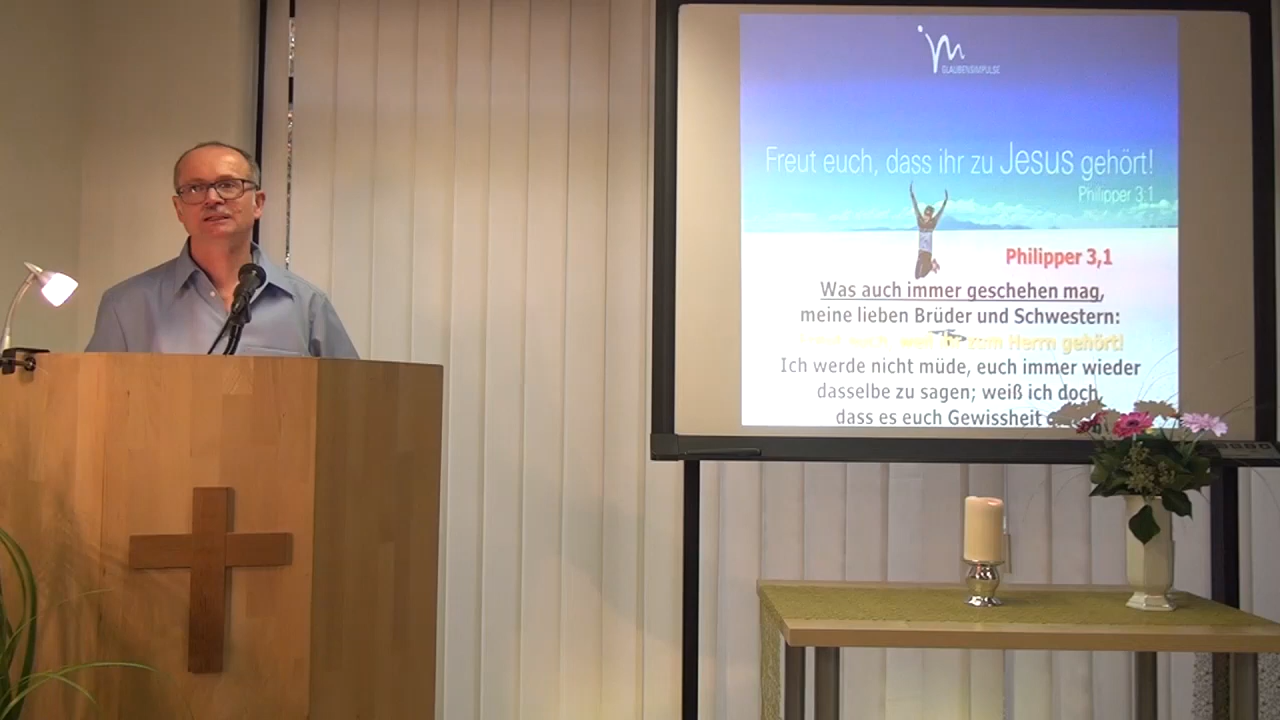 GLAUBENSIMPULSE
Freut euch, dass ihr zu Jesus gehört!
Philipper 3:1
Philipper 3,1
Was auch immer geschehen mag,
meine lieben Brüder und Schwestern:
weil ihr zum Herrn gehört!
Ich werde nicht müde, euch immer wieder
dasselbe zu sagen; weiß ich doch,
dass es euch Gewissheit